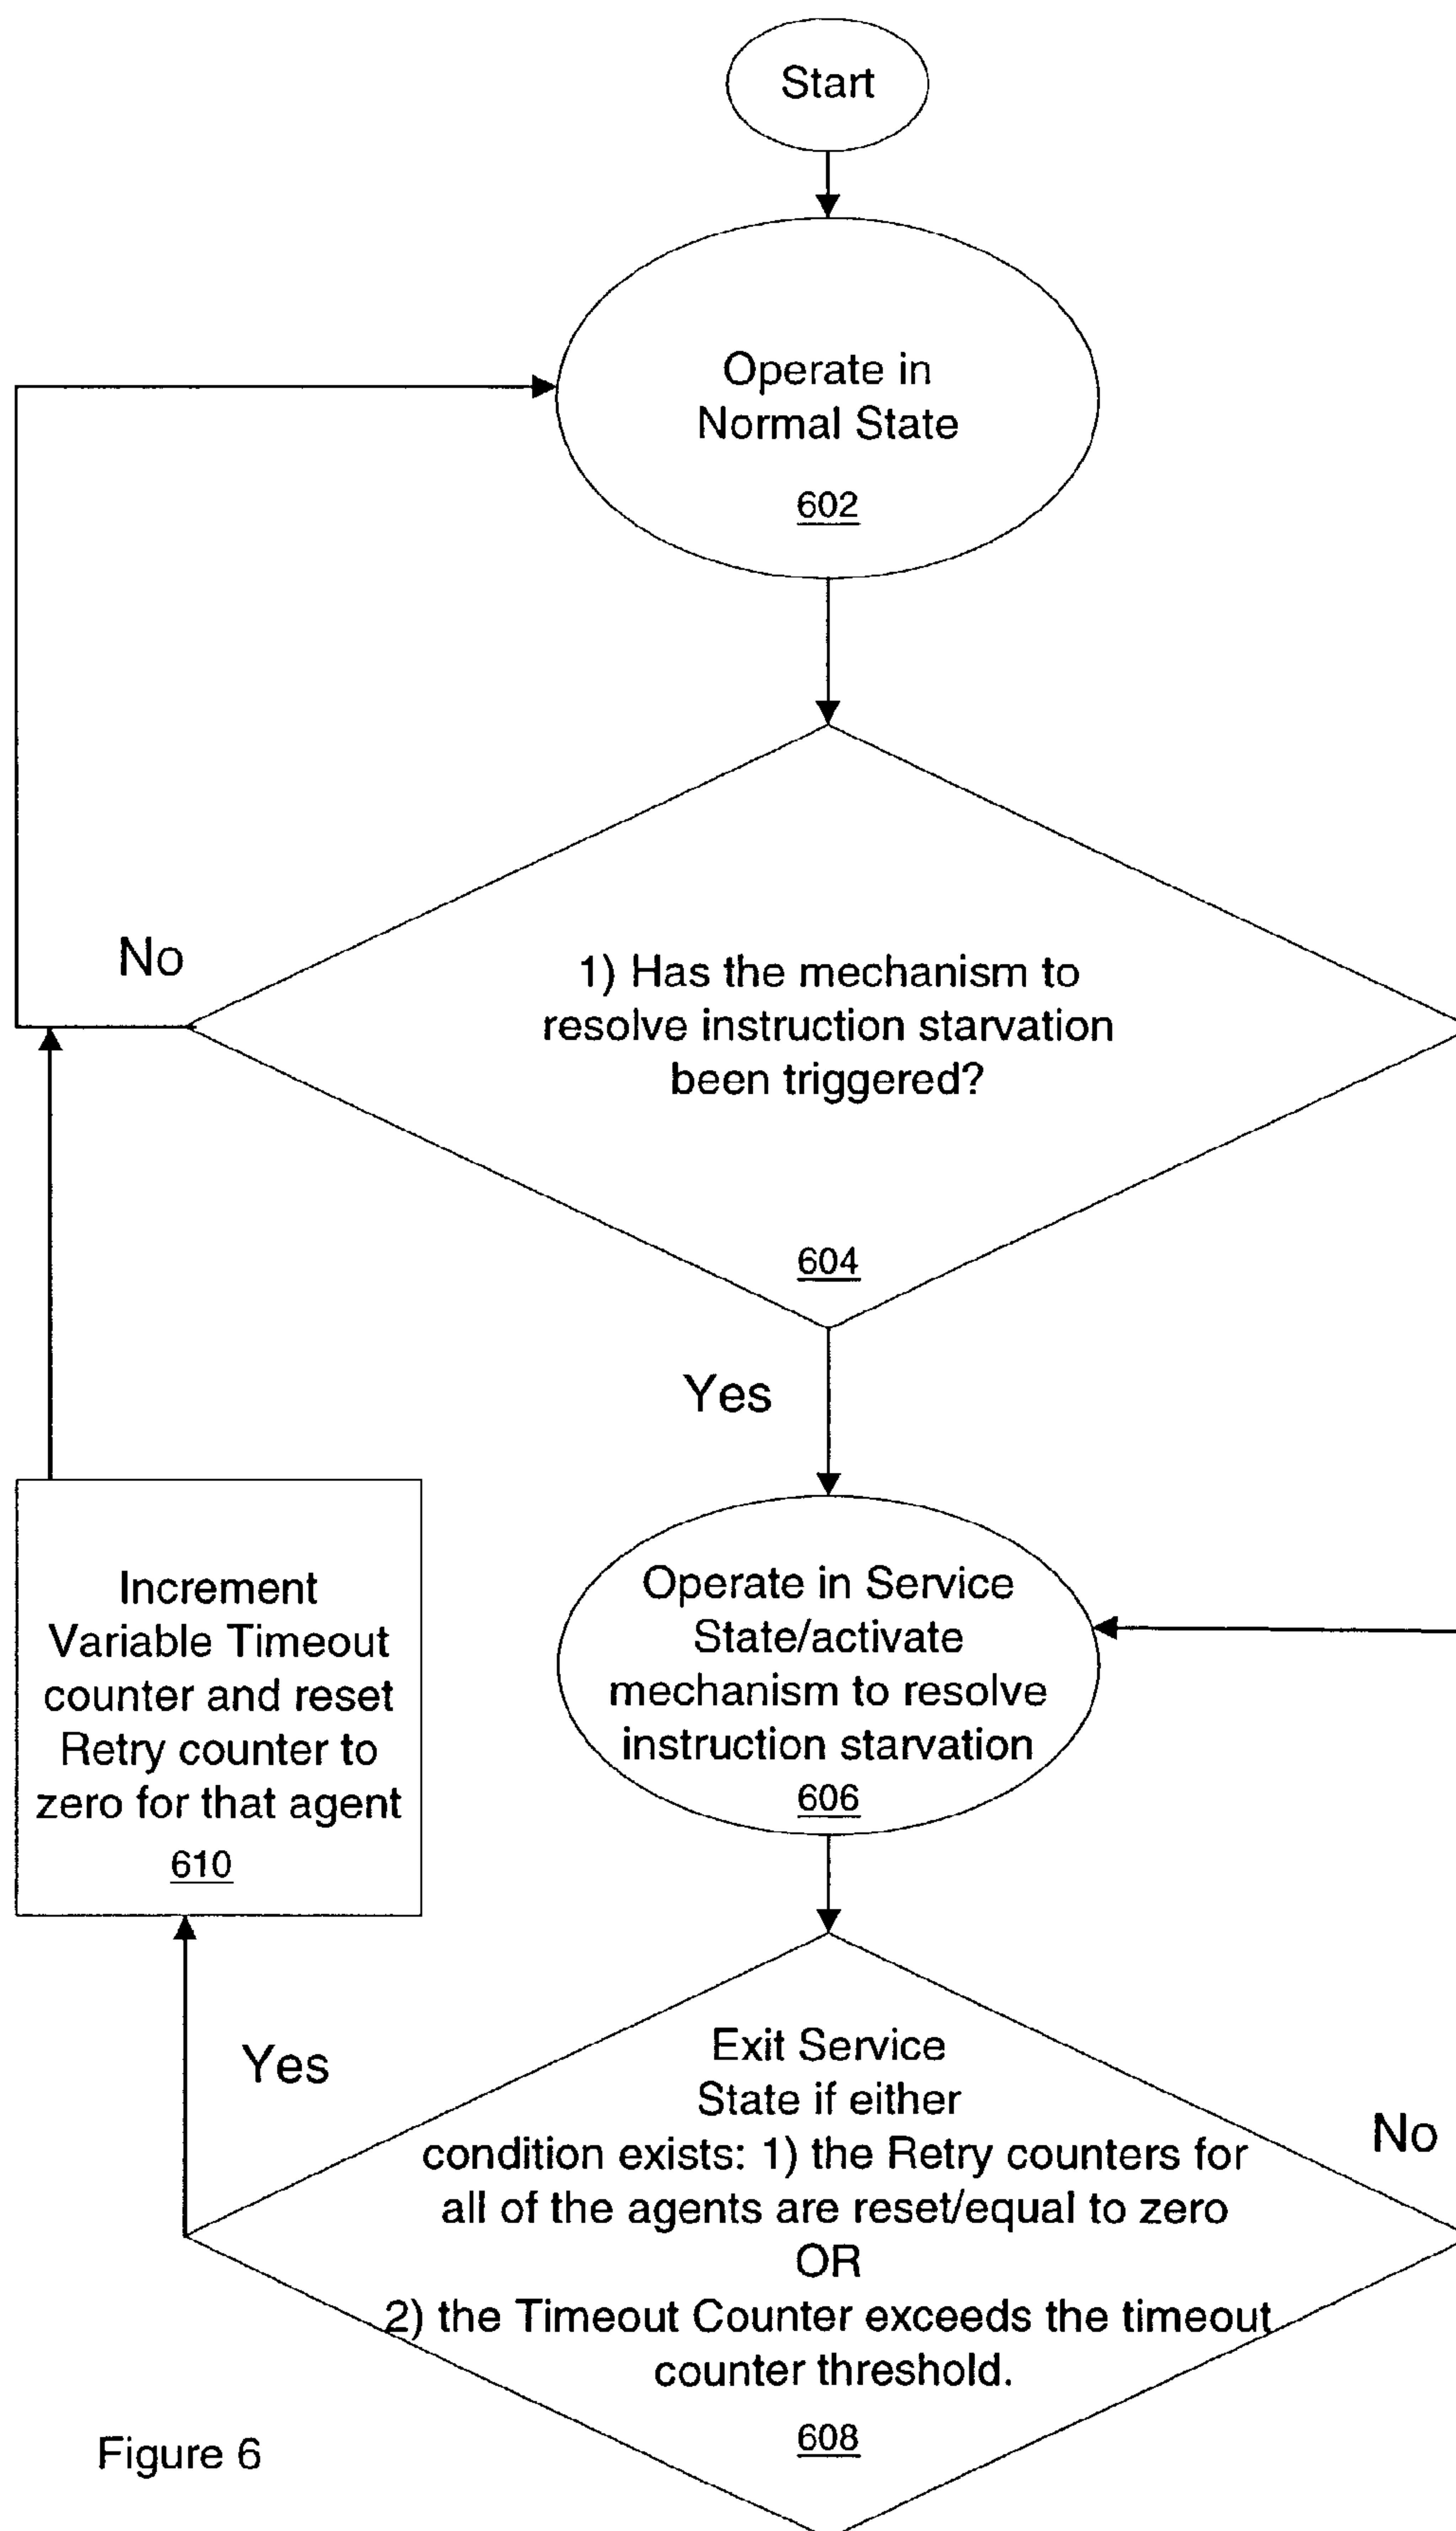 Start
Operate in
Normal State
602
No
1) Has the mechanism to
resolve instruction starvation
been triggered?
604
Yes
Operate in Service
State/activate
mechanism to resolve
instruction starvation
606
Increment
Variable Timeout
counter and reset
Retry counter to
zero for that agent
610
Yes
Exit Service
State if either
condition exists: 1) the Retry counters for
all of the agents are reset/equal to zero
OR
2) the Timeout Counter exceeds the timeout
counter threshold.
608
No
Figure 6